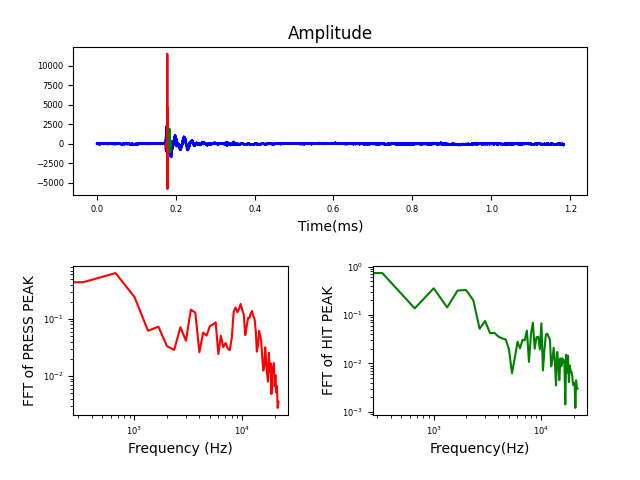 Amplitude
10000
7500
5000
2500
0
−2500
−5000
0.0 0.2 0.4 0.6 0.8 1.0 1.2
Time(ms)
FFT of PRESS PEAK
10⁻¹
10⁻²
10³ 10⁴
Frequency (Hz)
FFT of HIT PEAK
10⁰
10⁻¹
10⁻²
10⁻³
10³ 10⁴
Frequency(Hz)